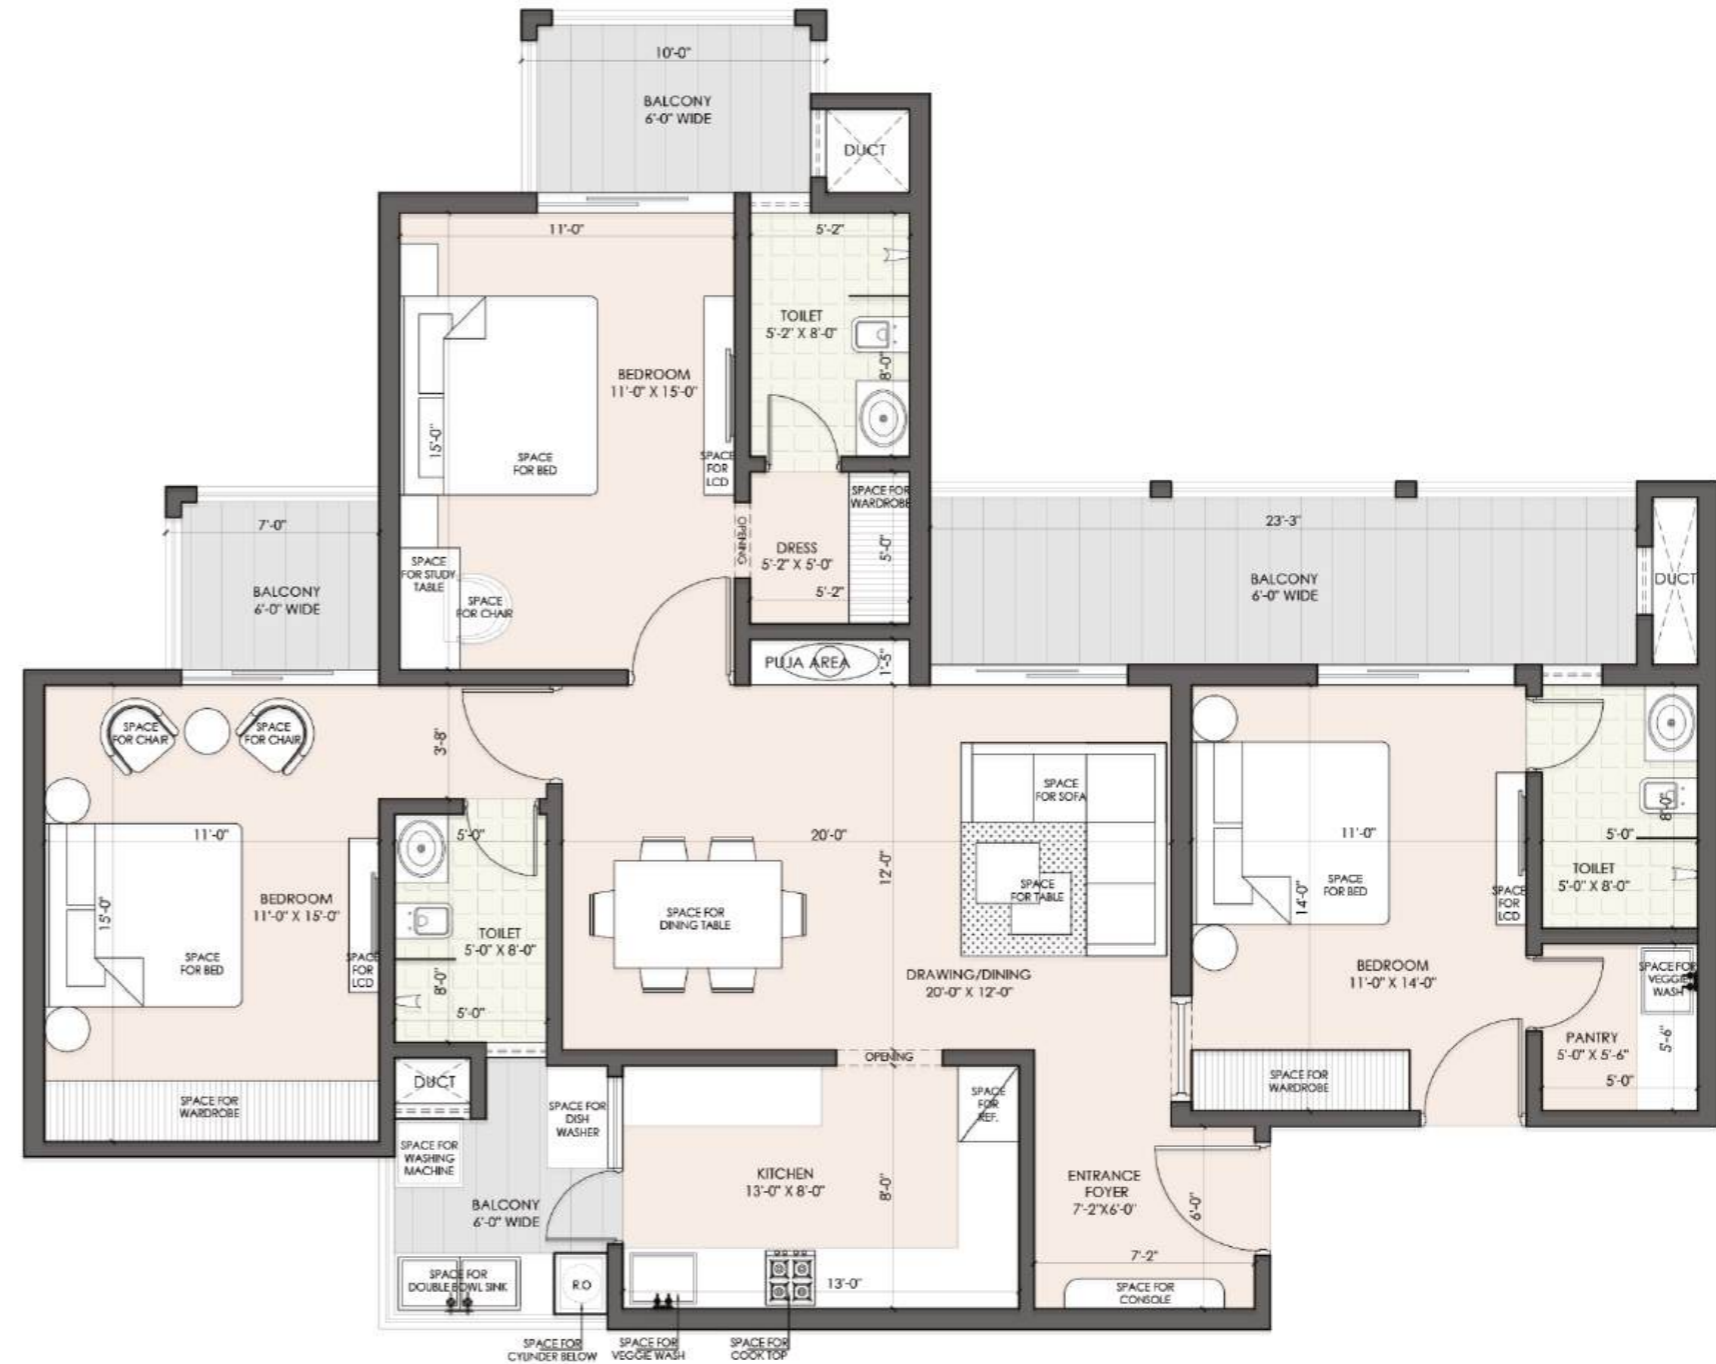 10'-0"
BALCONY
6'-0" WIDE
DUCT
11'-0"
5'-2"
TOILET
5'-2" X 8'-0"
8'-0"
BEDROOM
11'-0" X 15'-0"
15'-0"
SPACE
FOR BED
SPACE
FOR
LCD
SPACE FOR
WARDROBE
OPENING
DRESS
5'-2" X 5'-0"
5'-0"
5'-2"
SPACE
FOR STUDY
TABLE
SPACE
FOR CHAIR
7'-0"
BALCONY
6'-0" WIDE
23'-3"
BALCONY
6'-0" WIDE
DUCT
PUJA AREA
1'-5"
SPACE
FOR CHAIR
SPACE
FOR CHAIR
3'-8"
11'-0"
BEDROOM
11'-0" X 15'-0"
15'-0"
SPACE
FOR BED
SPACE
FOR
LCD
SPACE FOR
WARDROBE
5'-0"
TOILET
5'-0" X 8'-0"
8'-0"
5'-0"
DUCT
20'-0"
12'-0"
SPACE FOR
DINING TABLE
SPACE
FOR SOFA
SPACE
FOR TABLE
DRAWING/DINING
20'-0" X 12'-0"
11'-0"
SPACE
FOR BED
14'-0"
SPACE
FOR
LCD
BEDROOM
11'-0" X 14'-0"
SPACE FOR
WARDROBE
8'-0"
5'-0"
TOILET
5'-0" X 8'-0"
SPACE FOR
VEGGIE
WASH
PANTRY
5'-0" X 5'-6"
5'-6"
5'-0"
OPENING
SPACE FOR
DISH
WASHER
SPACE FOR
WASHING
MACHINE
BALCONY
6'-0" WIDE
SPACE FOR
DOUBLE BOWL SINK
R.O
SPACE
FOR
REF.
KITCHEN
13'-0" X 8'-0"
8'-0"
13'-0"
ENTRANCE
FOYER
7'-2"X6'-0"
6'-0"
7'-2"
SPACE FOR
CONSOLE
SPACE FOR
CYLINDER BELOW
SPACE FOR
VEGGIE WASH
SPACE FOR
COOK TOP